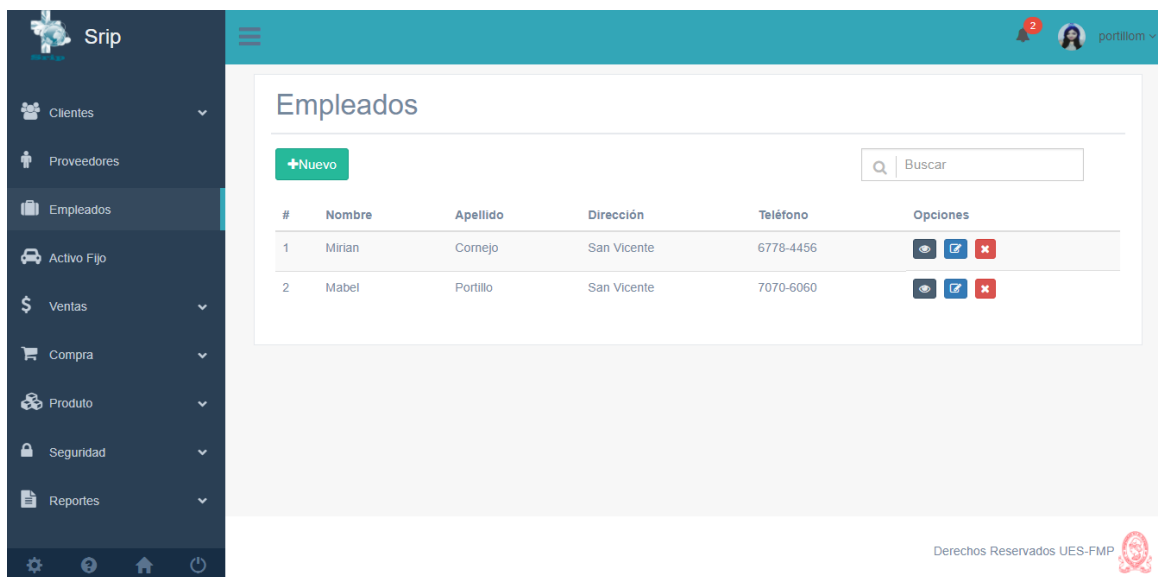 Srip
2
portillom
Clientes
Proveedores
Empleados
Activo Fijo
Ventas
Compra
Produto
Seguridad
Reportes
Empleados
+Nuevo
Buscar
# Nombre Apellido Dirección Teléfono Opciones
1 Mirian Cornejo San Vicente 6778-4456
2 Mabel Portillo San Vicente 7070-6060
Derechos Reservados UES-FMP